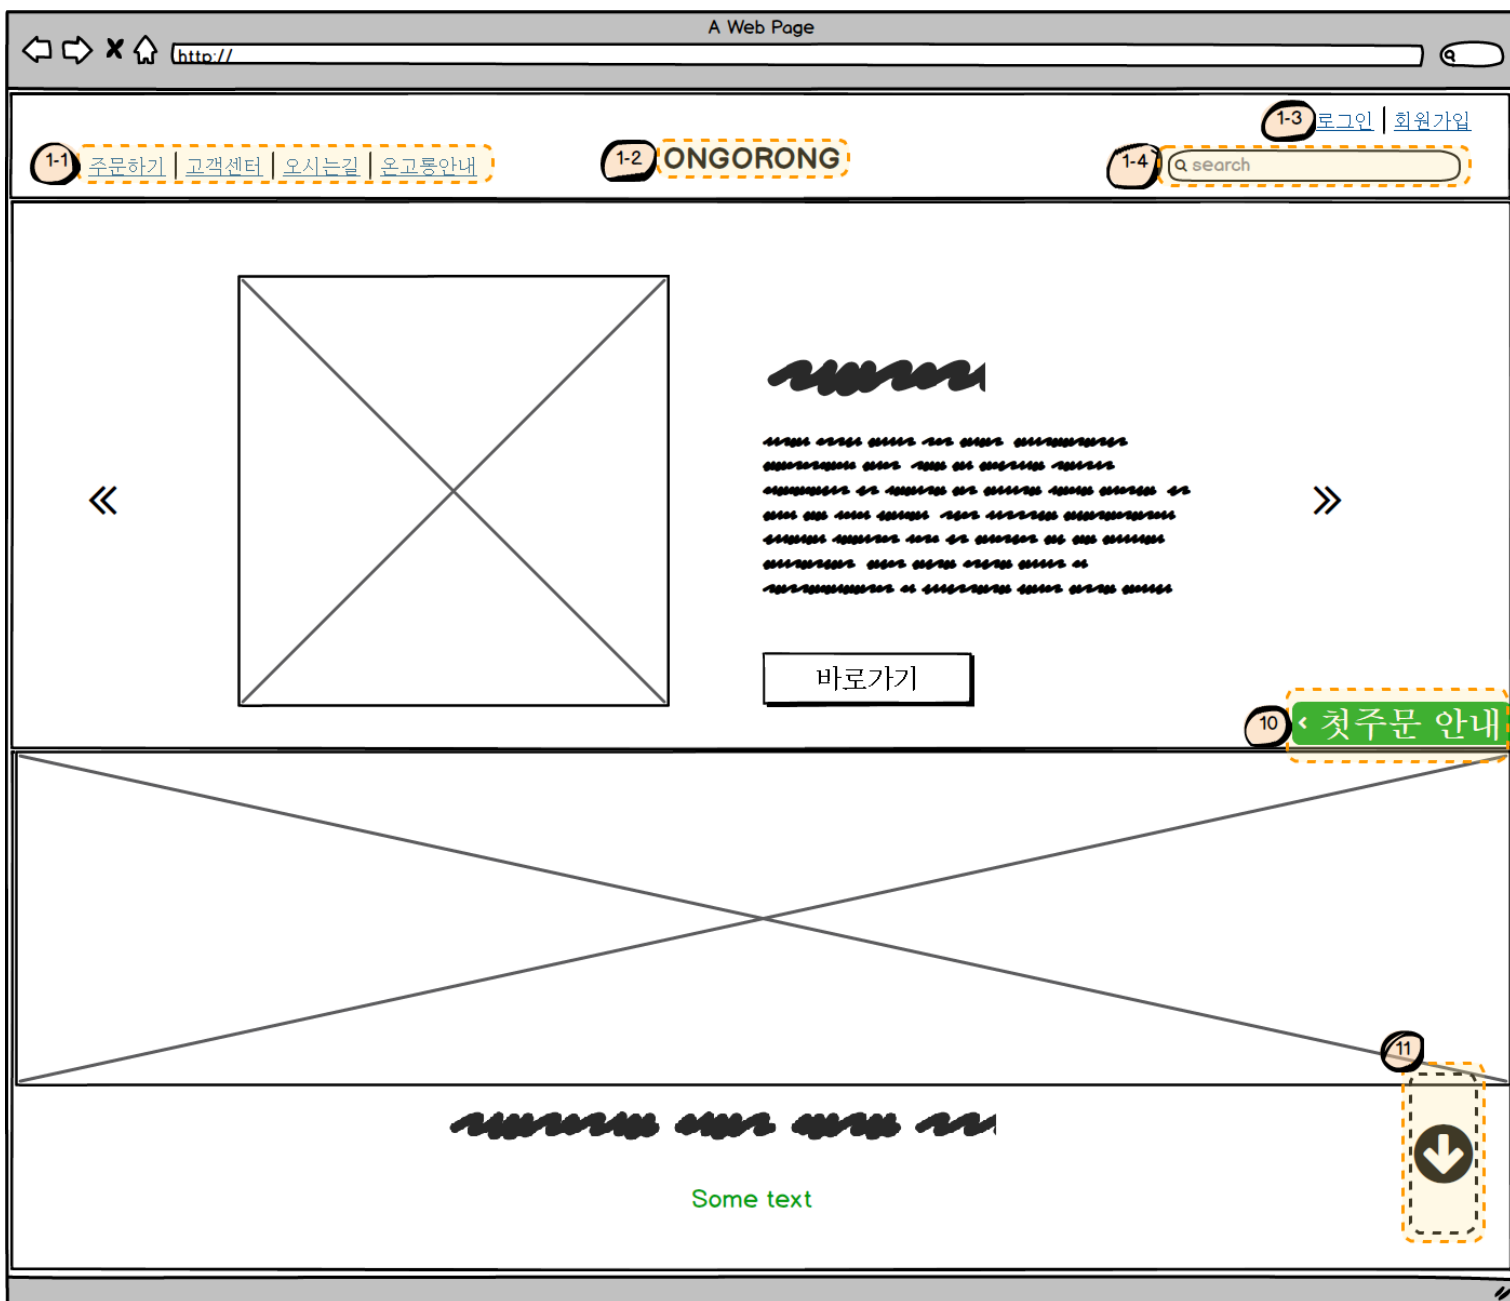 A Web Page
http://
1-3 로그인 | 회원가입
1-1 주문하기 | 고객센터 | 오시는길 | 온고롱안내
1-2 ONGORONG
1-4 search
바로가기
10 < 첫주문 안내
11
Some text